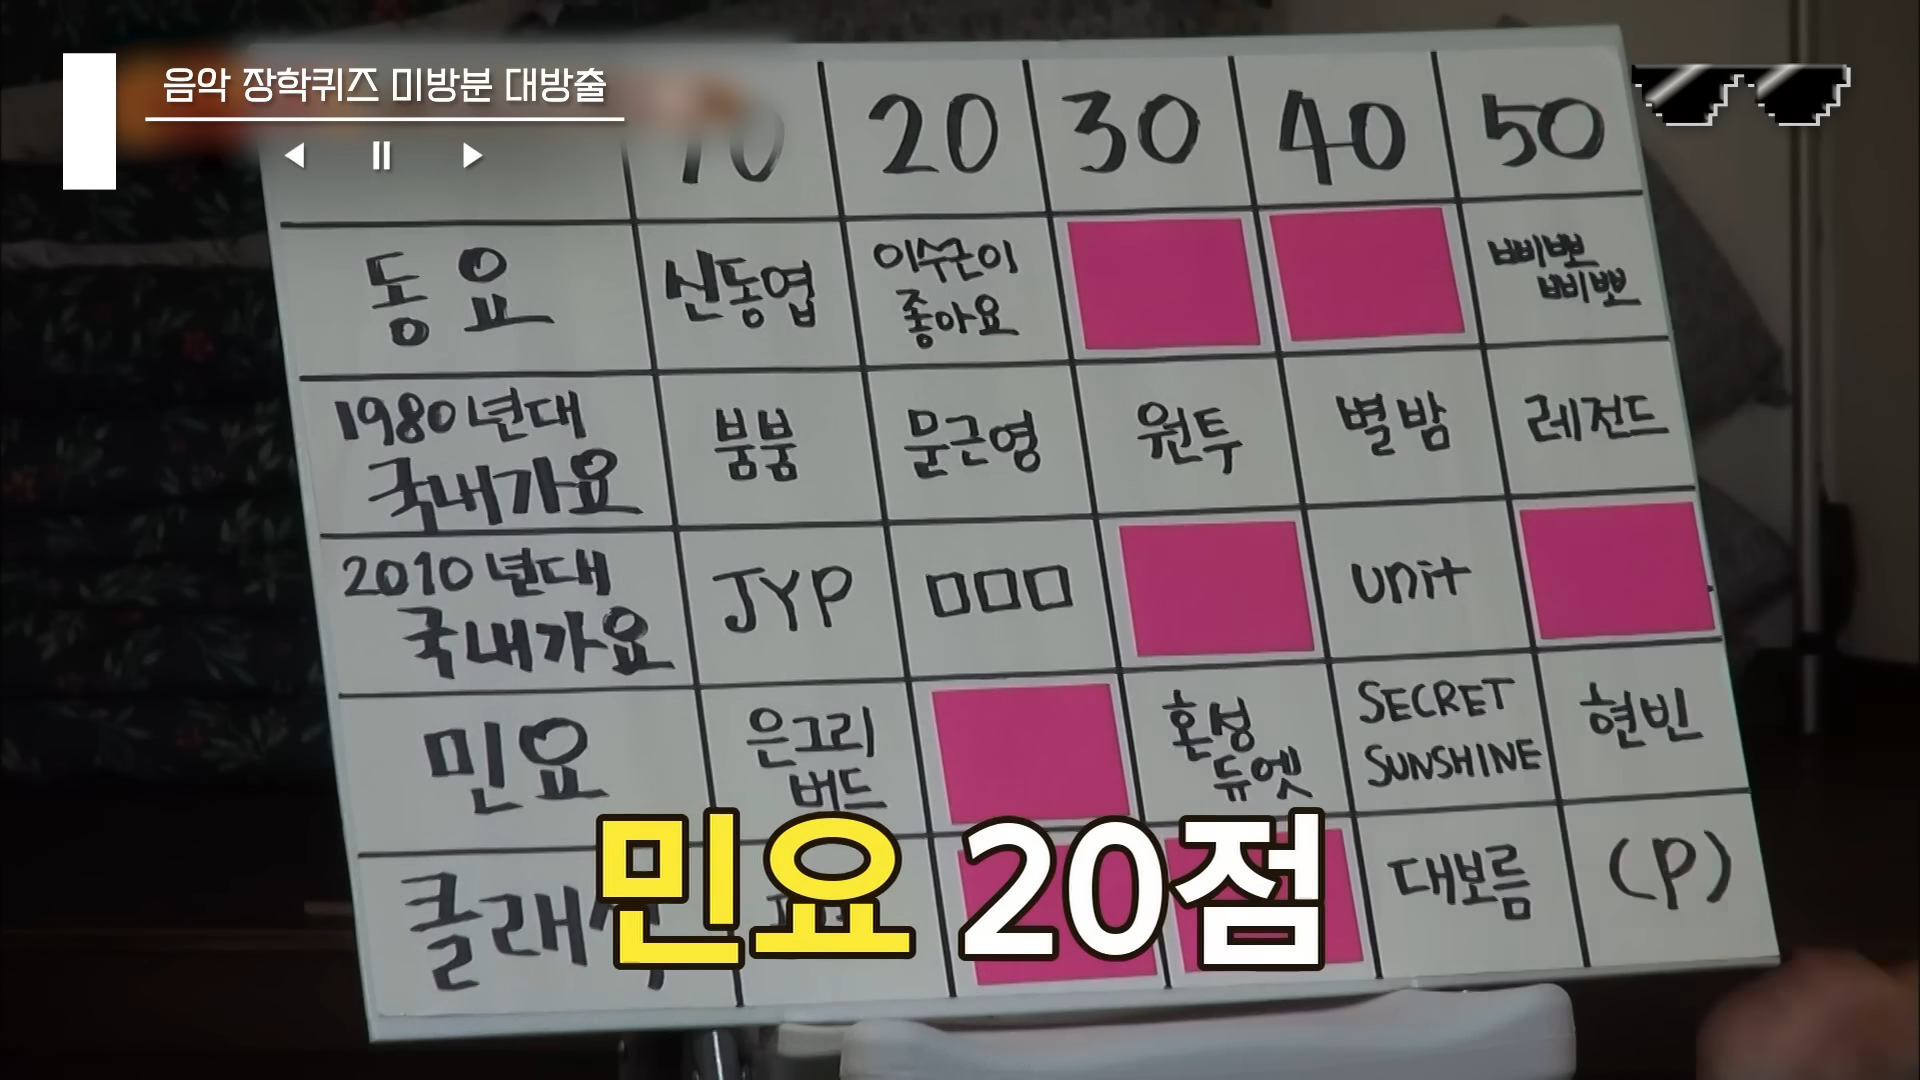 음악 장학퀴즈 미방분 대방출
10 20 30 40 50
동요 신동엽 이수근이 좋아요 삐뽀 삐뽀
1980년대 국내가요 붐붐 문근영 원투 별밤 레전드
2010년대 국내가요 JYP □□□ unit
민요 은그리 버드 혼성 듀엣 SECRET SUNSHINE 현빈
클래식 대보름 (P)
민요 20점